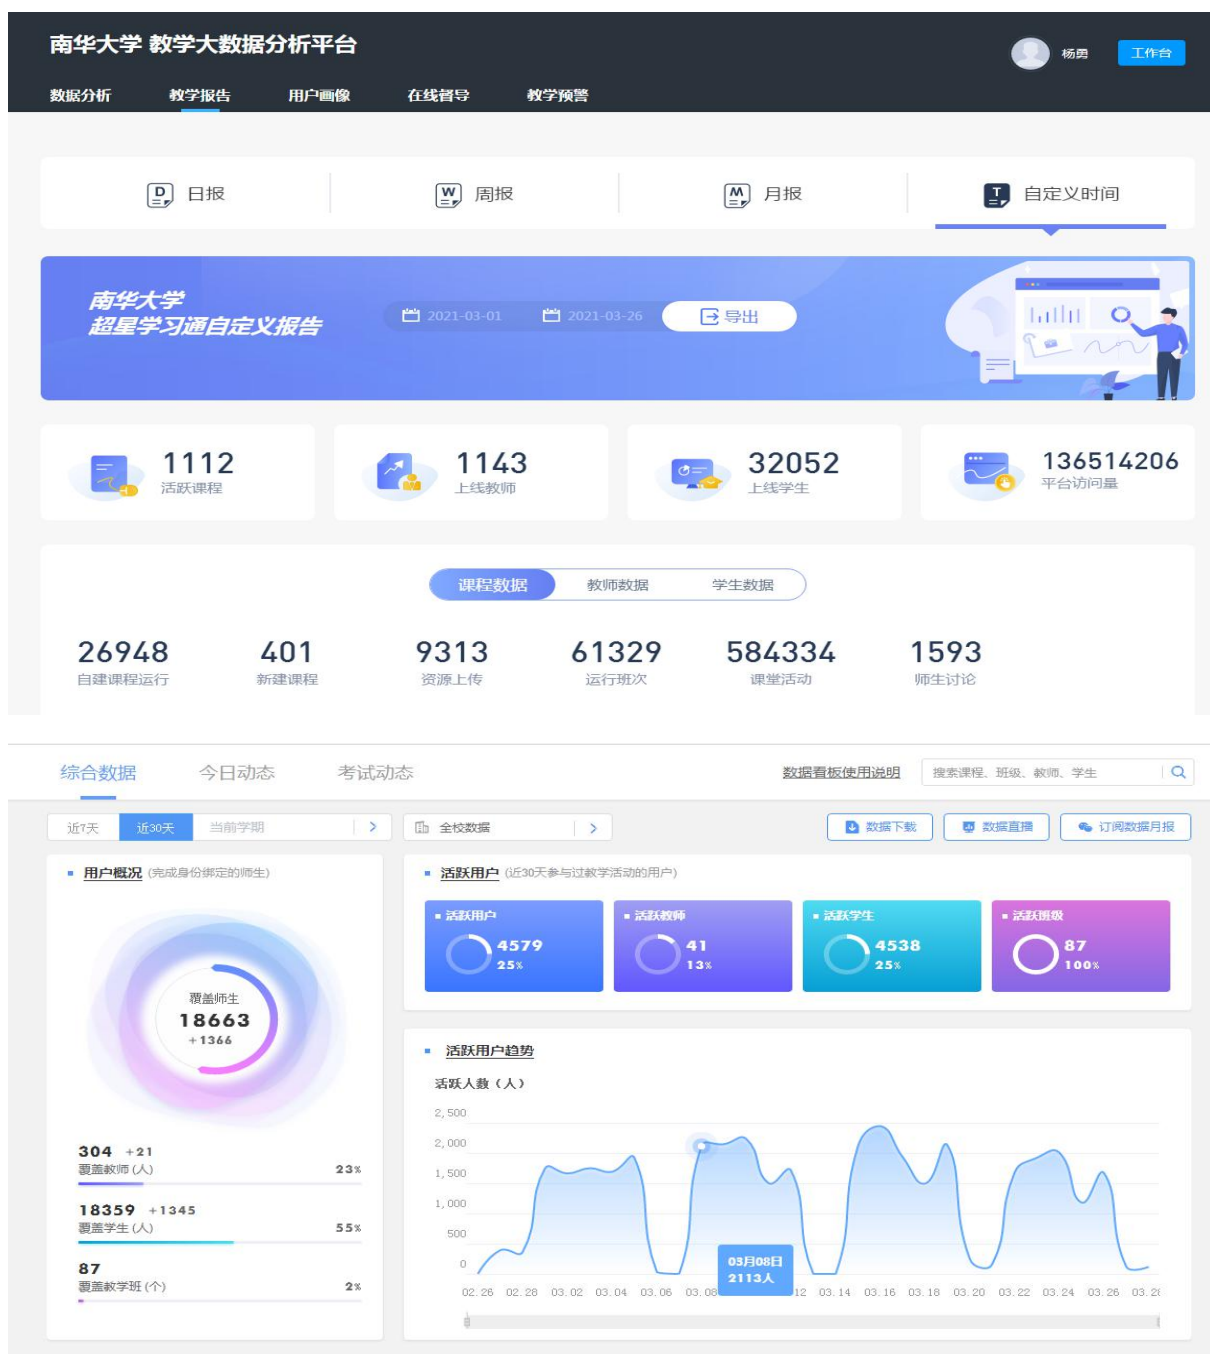 南华大学 教学大数据分析平台
杨勇
工作台
数据分析
教学报告
用户画像
在线督导
教学预警
D 日报
W 周报
M 月报
T 自定义时间
南华大学
超星学习通自定义报告
2021-03-01
2021-03-26
导出
1112
活跃课程
1143
上线教师
32052
上线学生
136514206
平台访问量
课程数据
教师数据
学生数据
26948
自建课程运行
401
新建课程
9313
资源上传
61329
运行班次
584334
课堂活动
1593
师生讨论
综合数据
今日动态
考试动态
数据看板使用说明
搜索课程、班级、教师、学生
近7天
近30天
当前学期
全校数据
数据下载
数据直播
订阅数据月报
用户概况 (完成身份绑定的师生)
覆盖师生
18663
+1366
304 +21
覆盖教师(人) 23%
18359 +1345
覆盖学生(人) 55%
87
覆盖教学班(个) 2%
活跃用户 (近30天参与过教学活动的用户)
活跃用户
4579
25%
活跃教师
41
13%
活跃学生
4538
25%
活跃班级
87
100%
活跃用户趋势
活跃人数（人）
2,500
2,000
1,500
1,000
500
0
03月08日
2113人
02.26 02.28 03.02 03.04 03.06 03.08 12 03.14 03.16 03.18 03.20 03.22 03.24 03.26 03.28